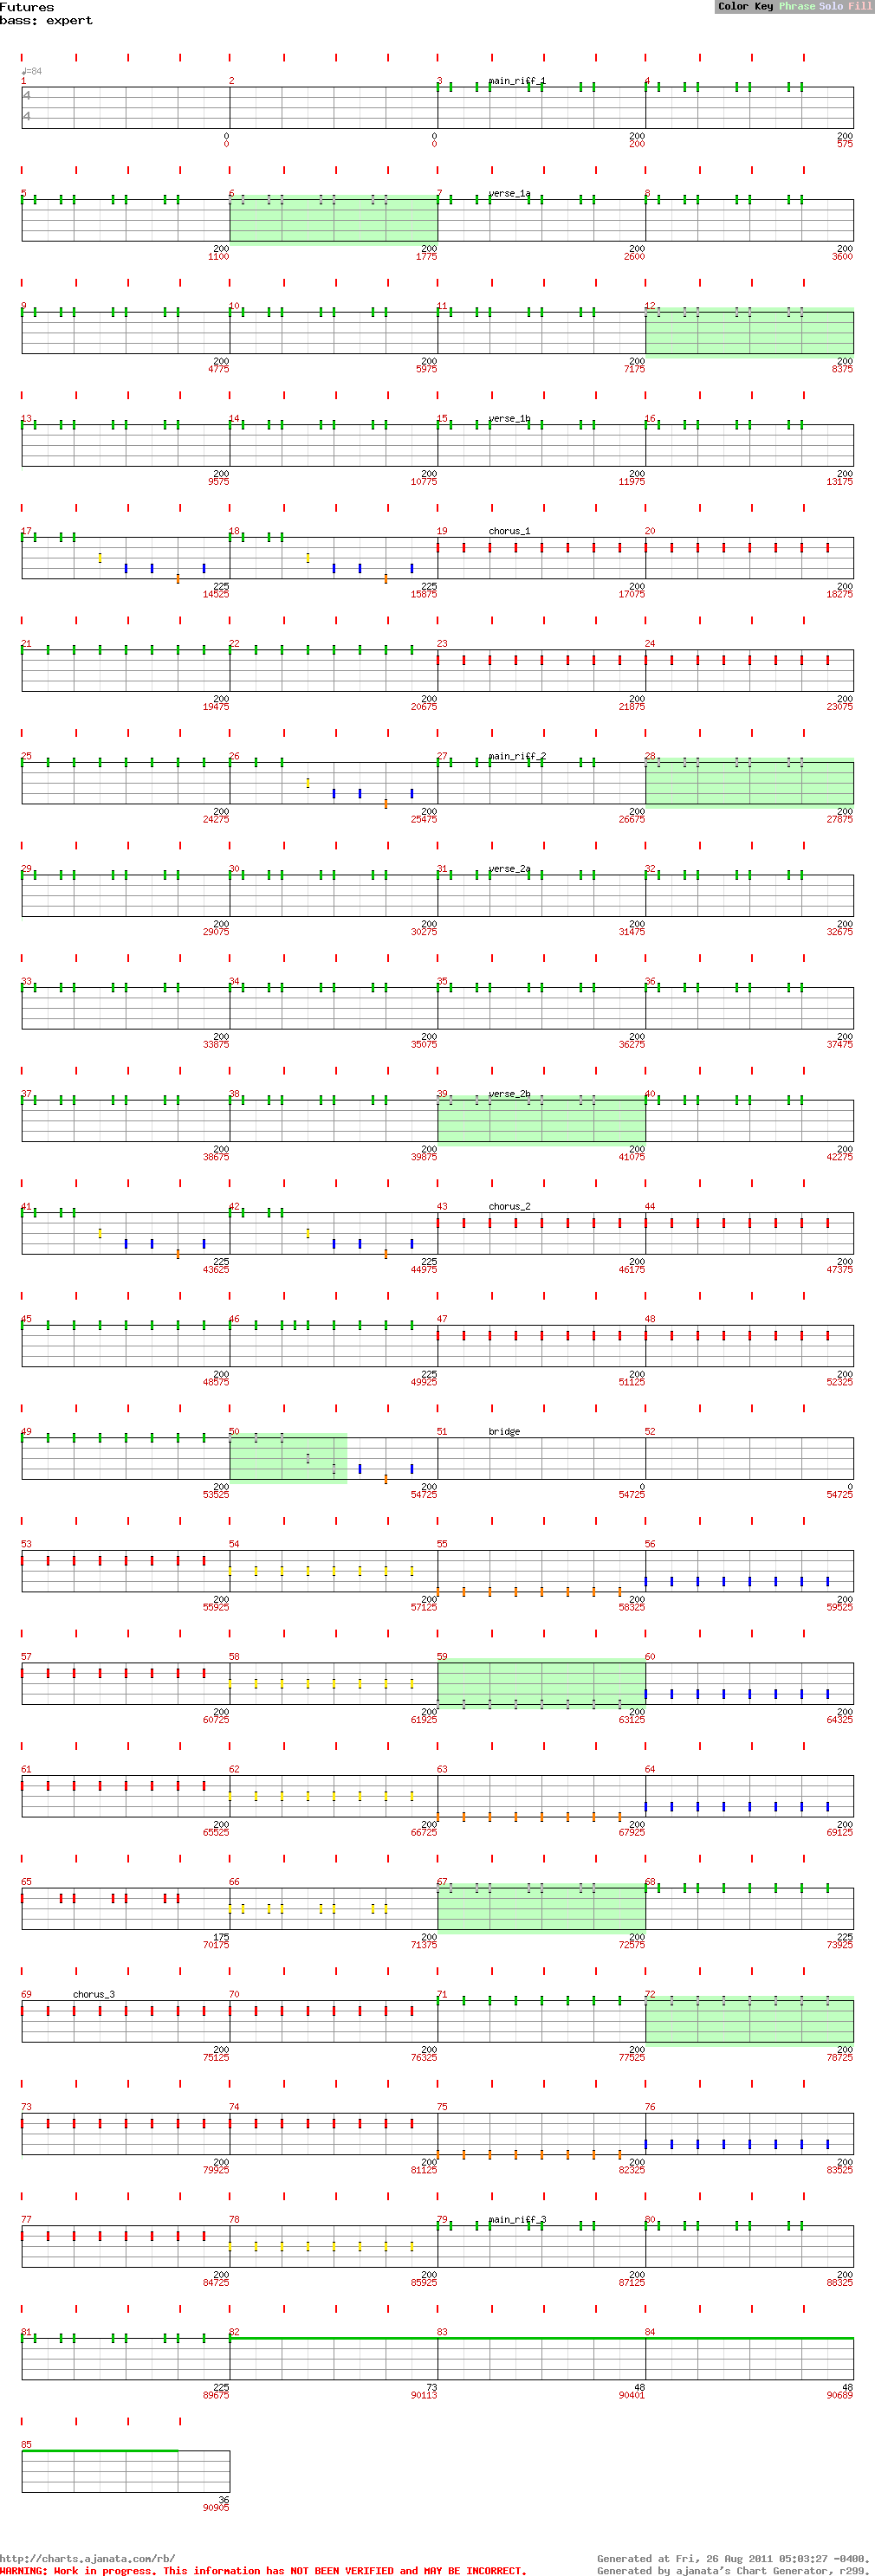 Futures
Color Key Phrase Solo Fill
bass: expert
♩=84
1 2 3 main_riff_1 4
4
4
0 0 200 200
0 0 200 575
5 6 7 verse_1a 8
200 200 200 200
1100 1775 2600 3600
9 10 11 12
200 200 200 200
4775 5975 7175 8375
13 14 15 verse_1b 16
200 200 200 200
9575 10775 11975 13175
17 18 19 chorus_1 20
225 225 200 200
14525 15875 17075 18275
21 22 23 24
200 200 200 200
19475 20675 21875 23075
25 26 27 main_riff_2 28
200 200 200 200
24275 25475 26675 27875
29 30 31 verse_2a 32
200 200 200 200
29075 30275 31475 32675
33 34 35 36
200 200 200 200
33875 35075 36275 37475
37 38 39 verse_2b 40
200 200 200 200
38675 39875 41075 42275
41 42 43 chorus_2 44
225 225 200 200
43625 44975 46175 47375
45 46 47 48
200 225 200 200
48575 49925 51125 52325
49 50 51 bridge 52
200 200 0 0
53525 54725 54725 54725
53 54 55 56
200 200 200 200
55925 57125 58325 59525
57 58 59 60
200 200 200 200
60725 61925 63125 64325
61 62 63 64
200 200 200 200
65525 66725 67925 69125
65 66 67 68
175 200 200 225
70175 71375 72575 73925
69 chorus_3 70 71 72
200 200 200 200
75125 76325 77525 78725
73 74 75 76
200 200 200 200
79925 81125 82325 83525
77 78 79 main_riff_3 80
200 200 200 200
84725 85925 87125 88325
81 82 83 84
225 73 48 48
89675 90113 90401 90689
85
36
90905
http://charts.ajanata.com/rb/
Generated at Fri, 26 Aug 2011 05:03:27 -0400.
WARNING: Work in progress. This information has NOT BEEN VERIFIED and MAY BE INCORRECT.
Generated by ajanata's Chart Generator, r299.